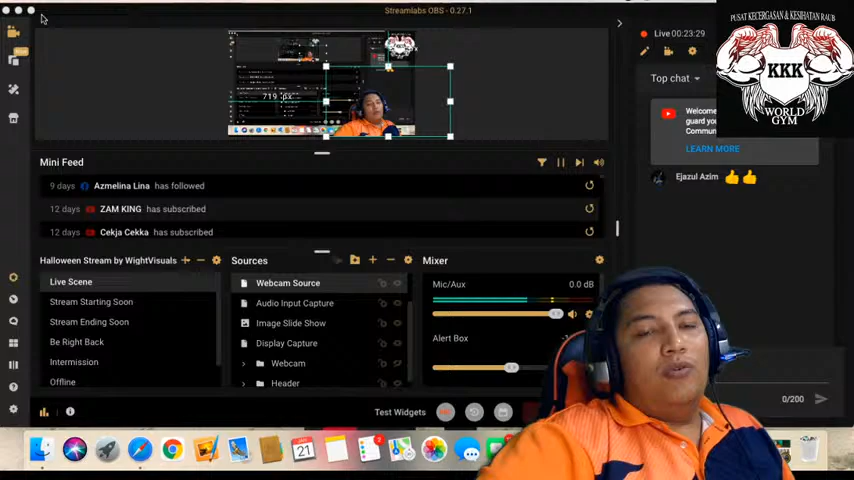 Streamlabs OBS - 0.27.1
719 px
Live 00:23:29
Top chat
Welcome
guard you
Commun
LEARN MORE
Ejazul Azim 👍 👍
PUSAT KECERGASAN & KESIHATAN RAUB
KKK
WORLD
GYM
Mini Feed
9 days Azmelina Lina has followed
12 days ZAM KING has subscribed
12 days Cekja Cekka has subscribed
Halloween Stream by WightVisuals
Live Scene
Stream Starting Soon
Stream Ending Soon
Be Right Back
Intermission
Offline
Sources
Webcam Source
Audio Input Capture
Image Slide Show
Display Capture
Webcam
Header
Mixer
Mic/Aux 0.0 dB
Alert Box
Test Widgets
REC
0/200
JAN
21